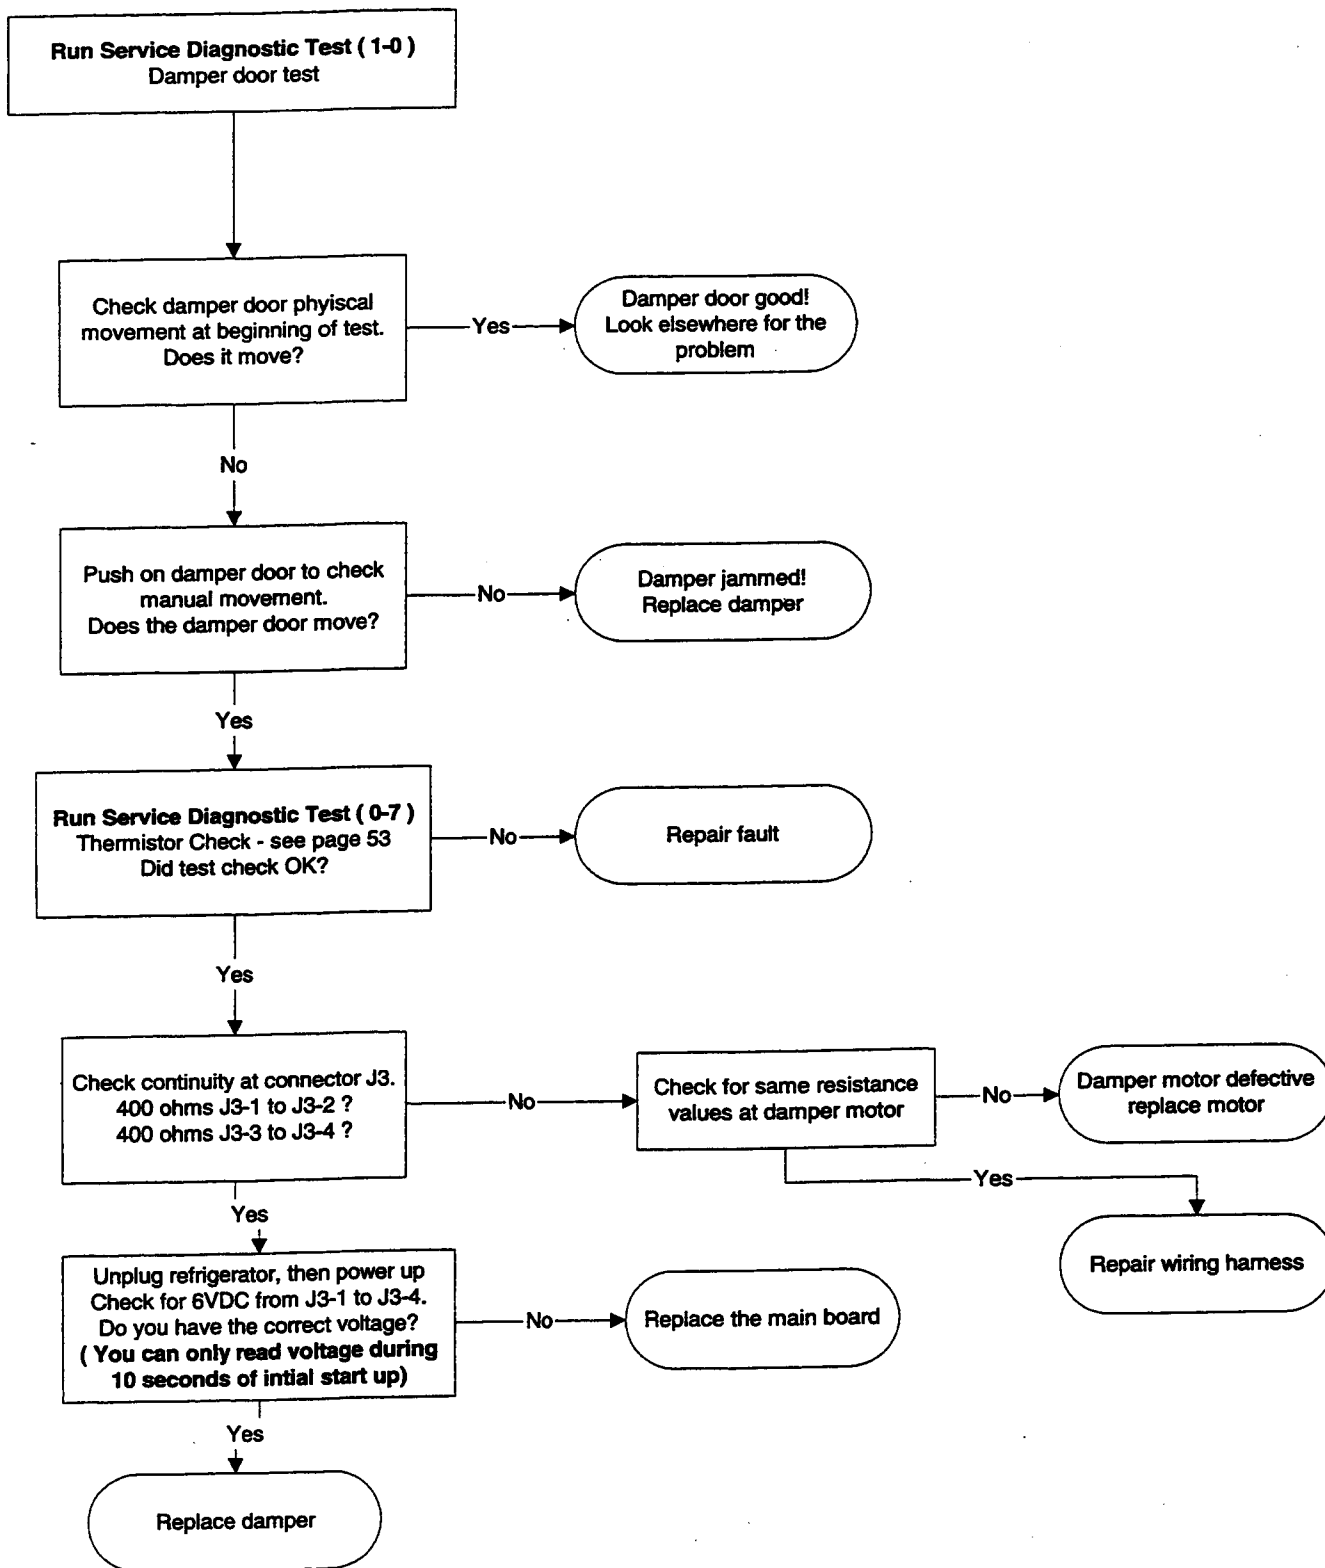 Run Service Diagnostic Test ( 1-0 )
Damper door test
Check damper door phyiscal
movement at beginning of test.
Does it move?
Yes
Damper door good!
Look elsewhere for the
problem
No
Push on damper door to check
manual movement.
Does the damper door move?
No
Damper jammed!
Replace damper
Yes
Run Service Diagnostic Test ( 0-7 )
Thermistor Check - see page 53
Did test check OK?
No
Repair fault
Yes
Check continuity at connector J3.
400 ohms J3-1 to J3-2 ?
400 ohms J3-3 to J3-4 ?
No
Check for same resistance
values at damper motor
No
Damper motor defective
replace motor
Yes
Repair wiring harness
Yes
Unplug refrigerator, then power up
Check for 6VDC from J3-1 to J3-4.
Do you have the correct voltage?
( You can only read voltage during
10 seconds of intial start up)
No
Replace the main board
Yes
Replace damper